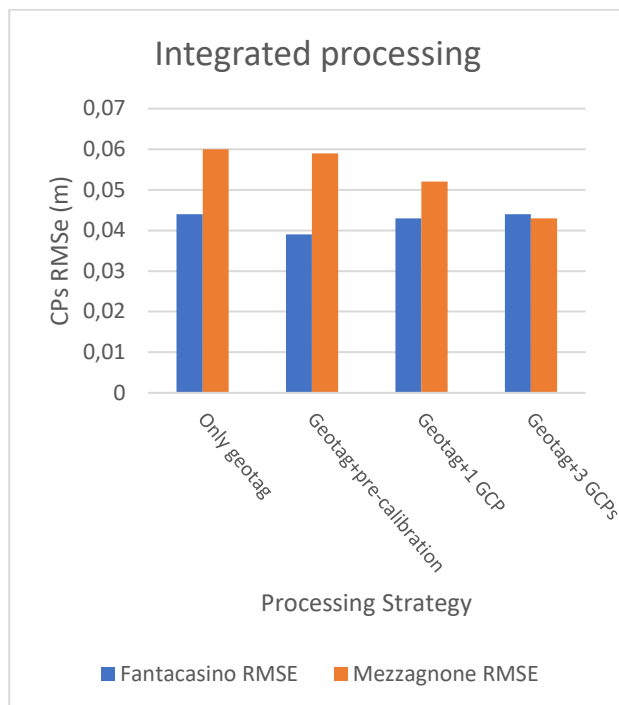 Integrated processing
0,07
0,06
0,05
0,04
0,03
0,02
0,01
0
CPs RMSe (m)
Only geotag
Geotag+pre-calibration
Geotag+1 GCP
Geotag+3 GCPs
Processing Strategy
Fantacasino RMSE
Mezzagnone RMSE